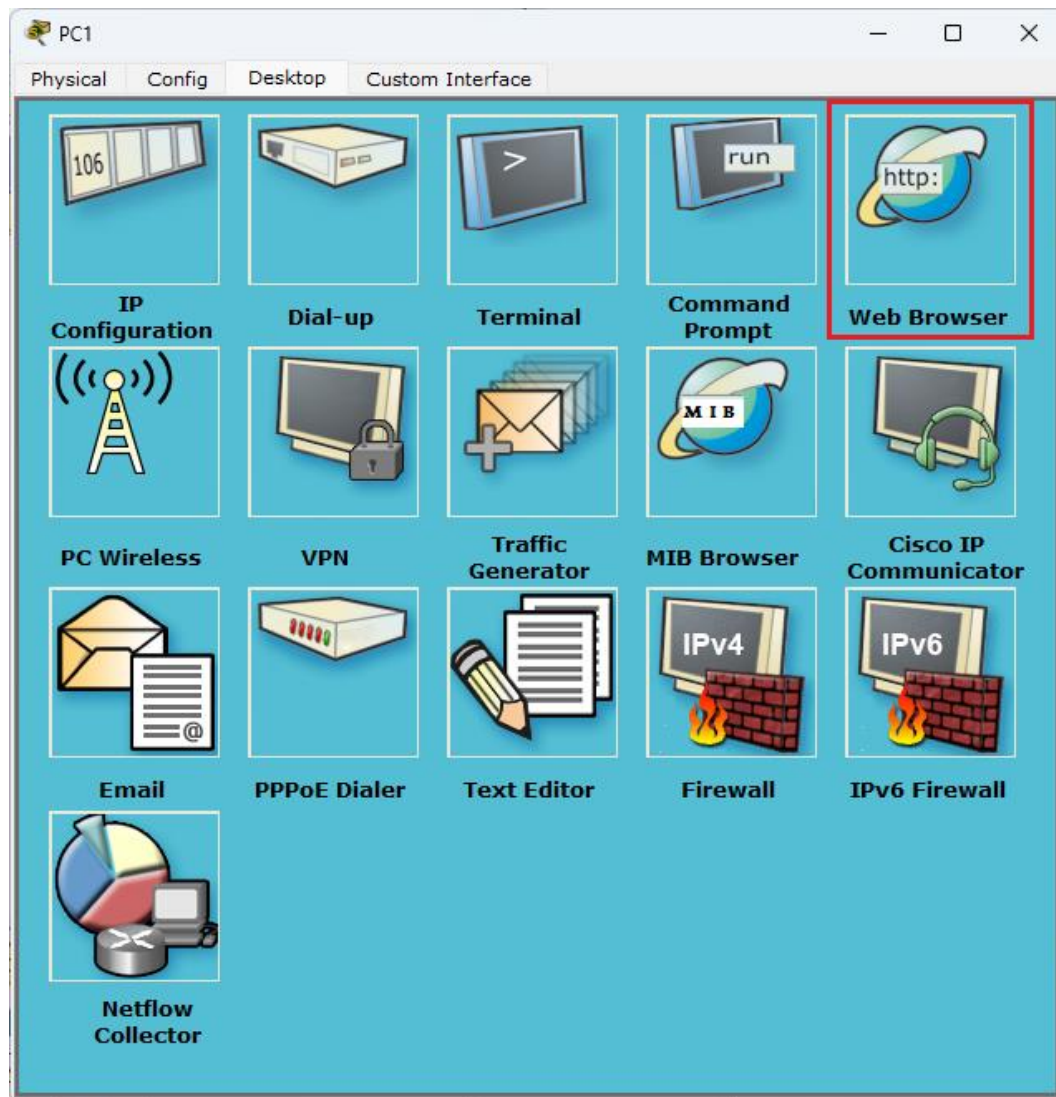 PC1
Physical Config Desktop Custom Interface
106
>
run
http:
IP
Configuration
Dial-up
Terminal
Command
Prompt
Web Browser
MIB
PC Wireless
VPN
Traffic
Generator
MIB Browser
Cisco IP
Communicator
@
IPv4
IPv6
Email
PPPoE Dialer
Text Editor
Firewall
IPv6 Firewall
Netflow
Collector